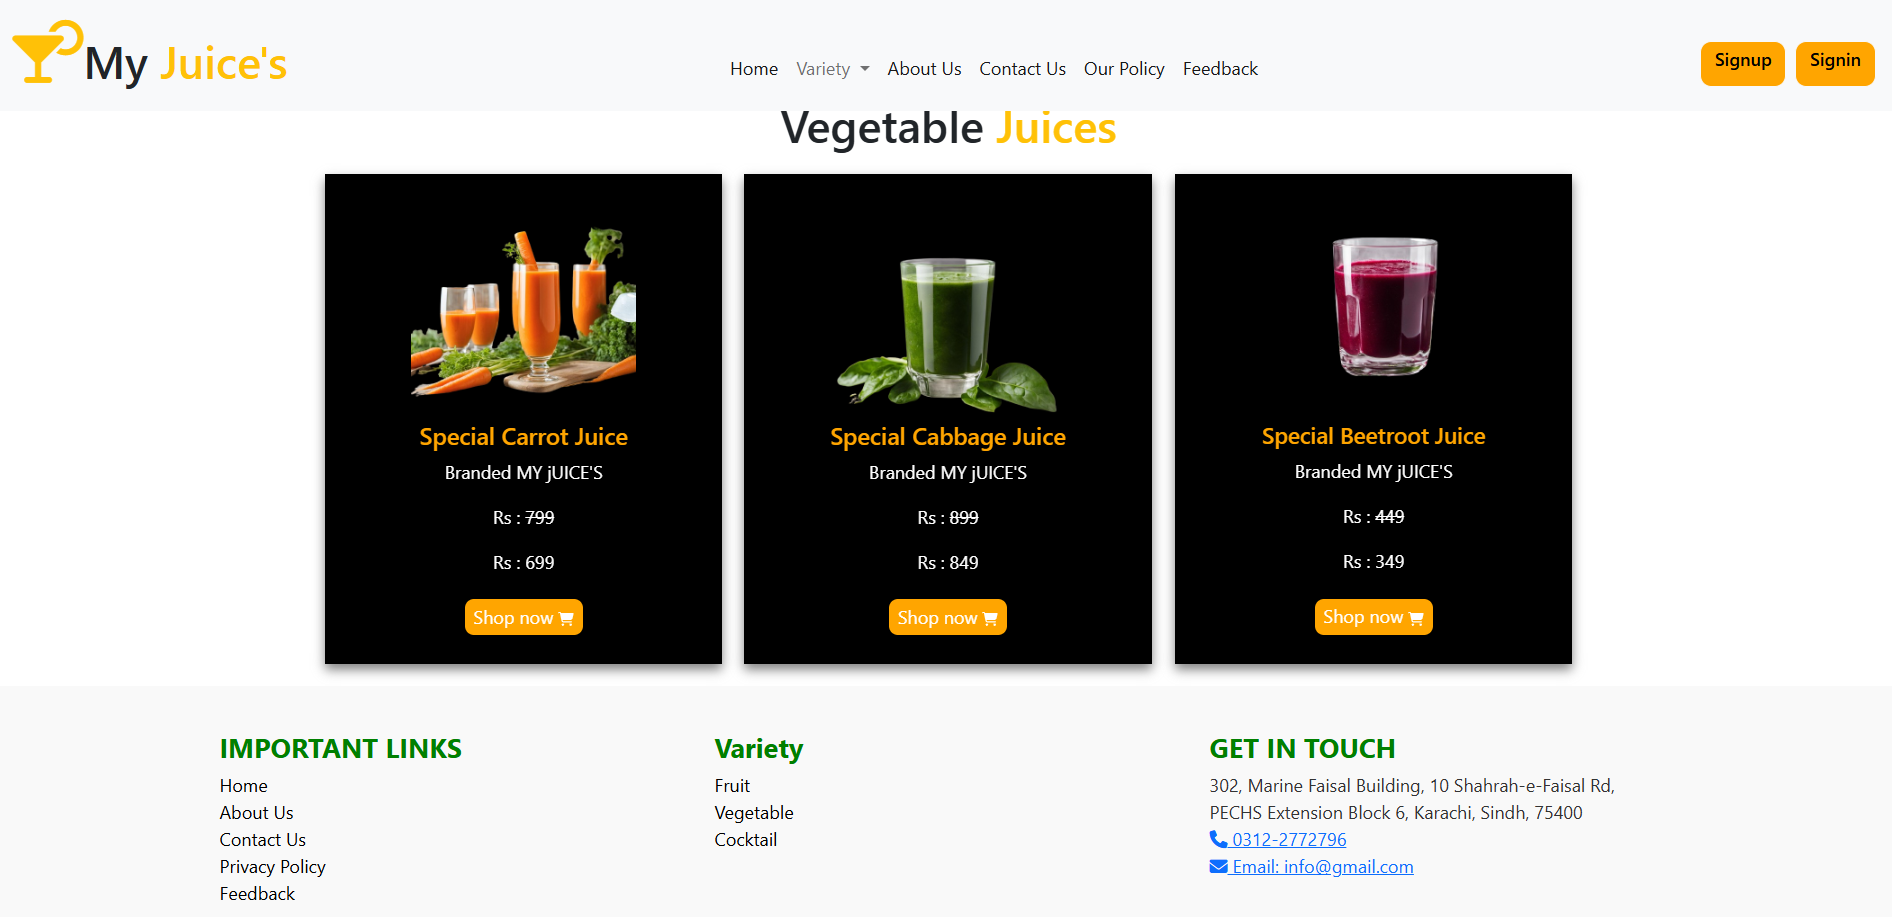 My Juice's
Home Variety About Us Contact Us Our Policy Feedback
Signup Signin
Vegetable Juices
Special Carrot Juice
Branded MY jUICE'S
Rs : 799
Rs : 699
Shop now
Special Cabbage Juice
Branded MY jUICE'S
Rs : 899
Rs : 849
Shop now
Special Beetroot Juice
Branded MY jUICE'S
Rs : 449
Rs : 349
Shop now
IMPORTANT LINKS
Home
About Us
Contact Us
Privacy Policy
Feedback
Variety
Fruit
Vegetable
Cocktail
GET IN TOUCH
302, Marine Faisal Building, 10 Shahrah-e-Faisal Rd,
PECHS Extension Block 6, Karachi, Sindh, 75400
0312-2772796
Email: info@gmail.com